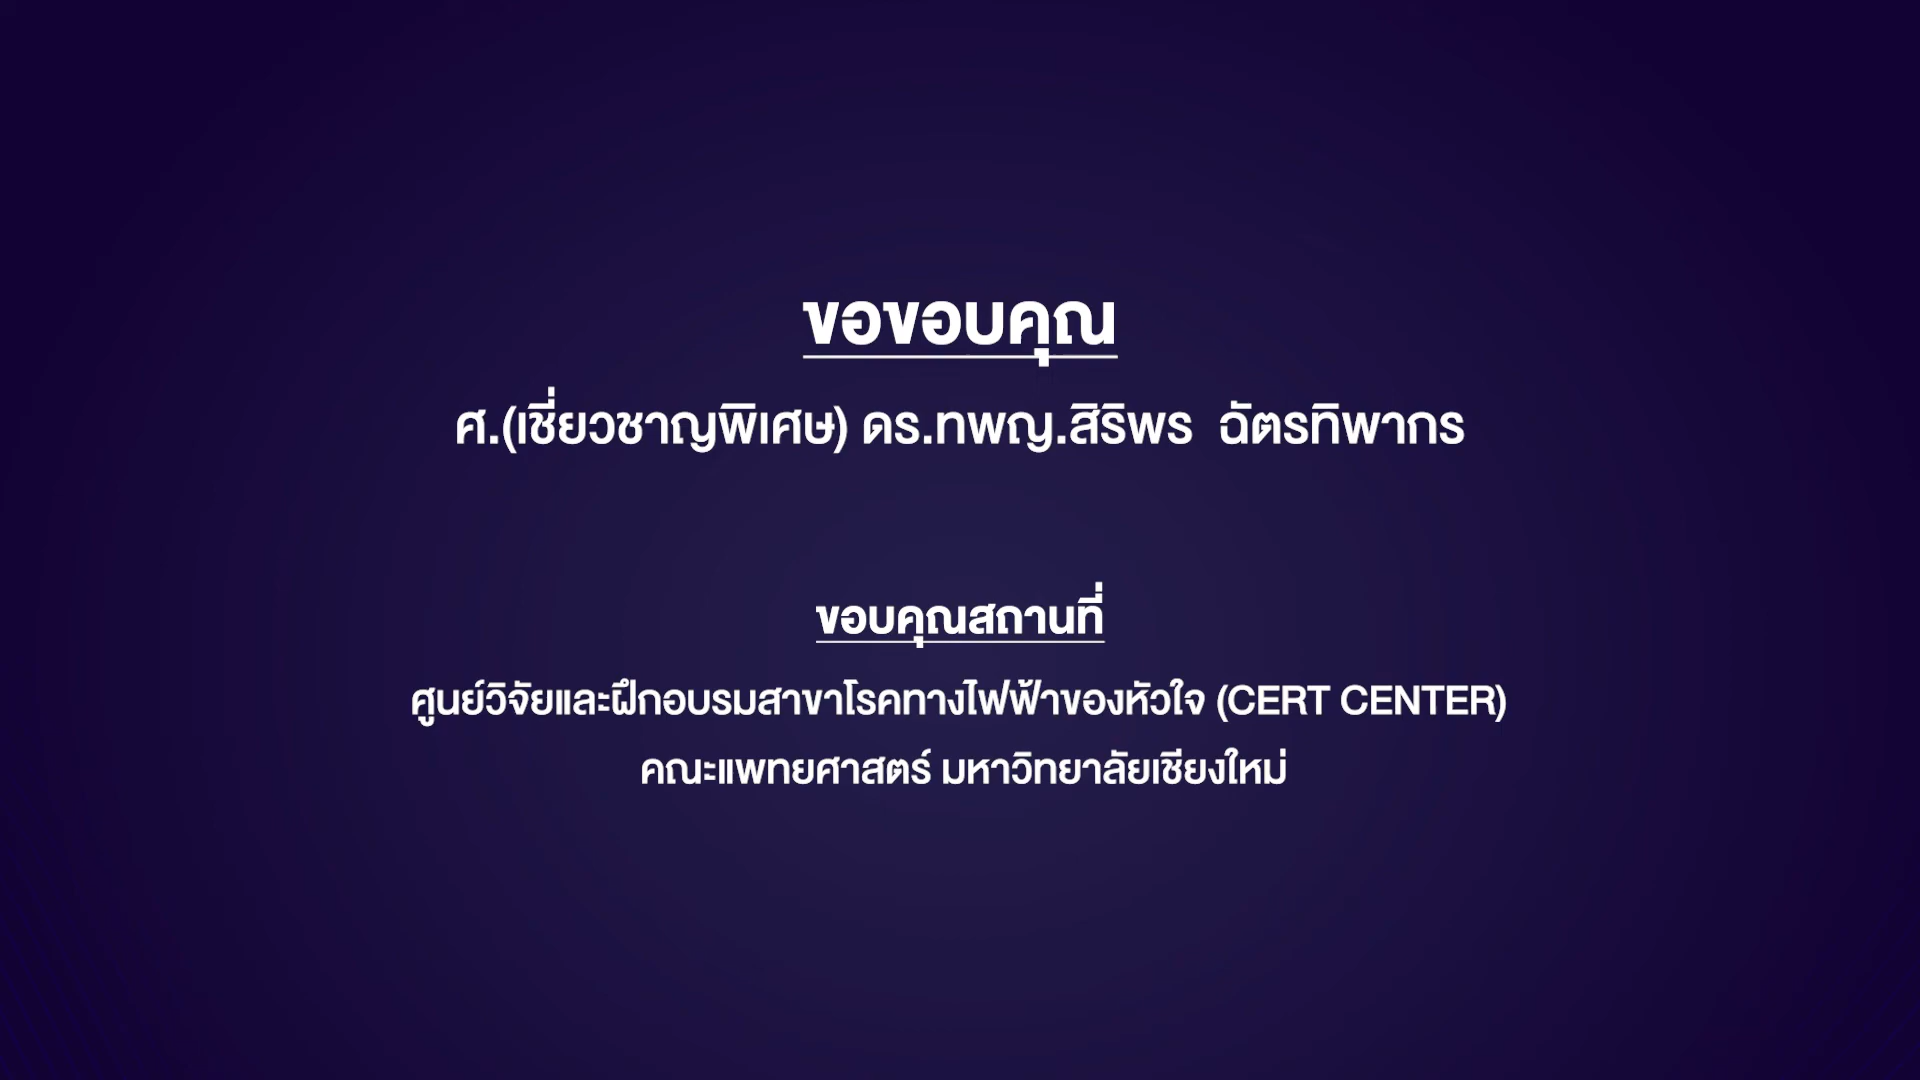 ขอขอบคุณ
ศ.(เชี่ยวชาญพิเศษ) ดร.ทพญ.สิริพร ฉัตรทิพากร
ขอบคุณสถานที่
ศูนย์วิจัยและฝึกอบรมสาขาโรคทางไฟฟ้าของหัวใจ (CERT CENTER)
คณะแพทยศาสตร์ มหาวิทยาลัยเชียงใหม่